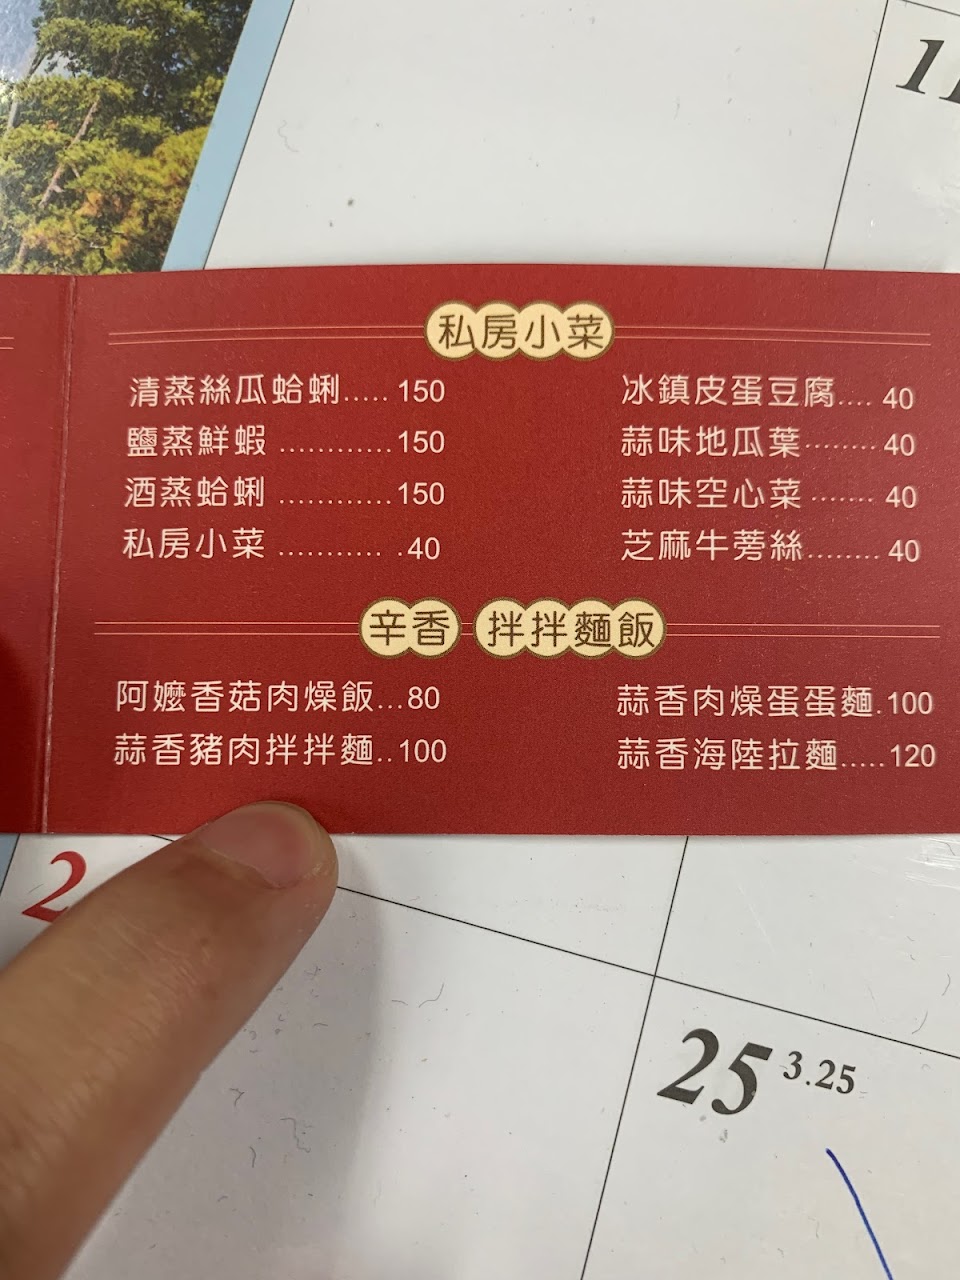 11
私房小菜
清蒸絲瓜蛤蜊.....150
鹽蒸鮮蝦............150
酒蒸蛤蜊............150
私房小菜............40
冰鎮皮蛋豆腐....40
蒜味地瓜葉........40
蒜味空心菜.......40
芝麻牛蒡絲........40
辛香 拌拌麵飯
阿嬤香菇肉燥飯...80
蒜香豬肉拌拌麵..100
蒜香肉燥蛋蛋麵.100
蒜香海陸拉麵.....120
2
25 3.25